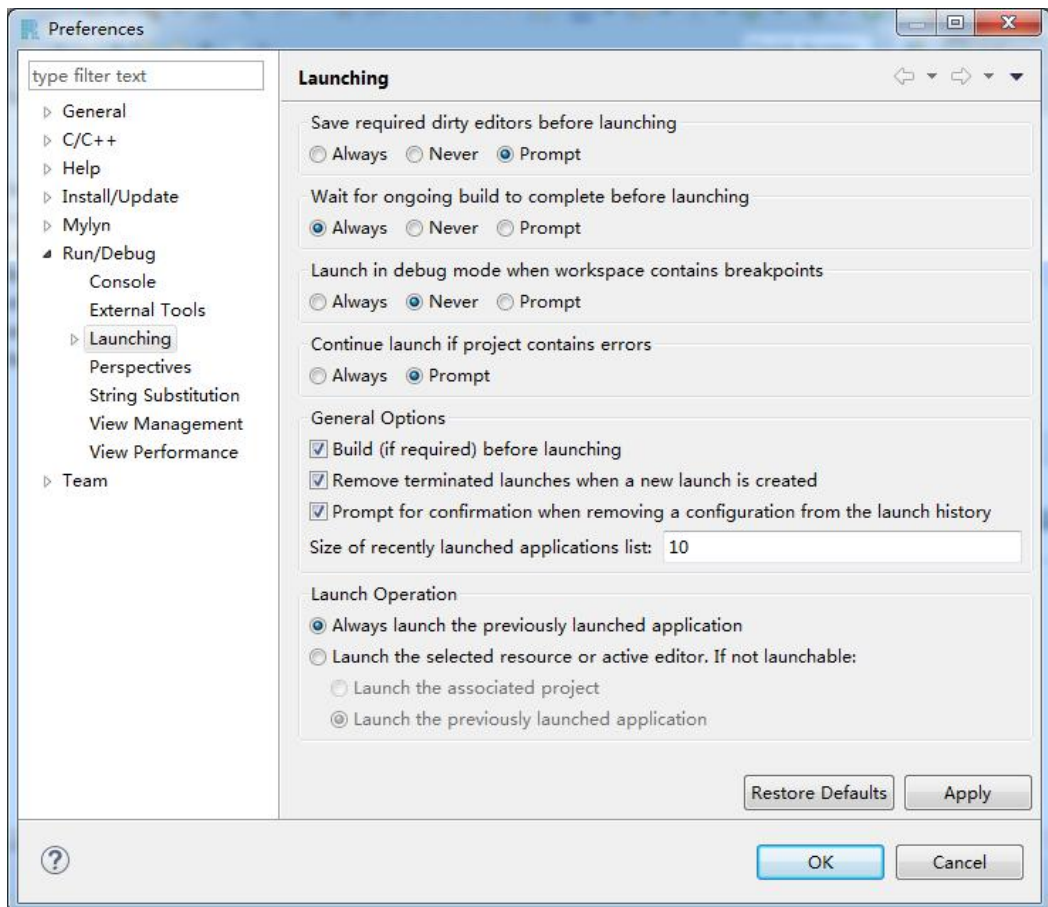 Preferences
type filter text
General
C/C++
Help
Install/Update
Mylyn
Run/Debug
Console
External Tools
Launching
Perspectives
String Substitution
View Management
View Performance
Team
Launching
Save required dirty editors before launching
Always Never Prompt
Wait for ongoing build to complete before launching
Always Never Prompt
Launch in debug mode when workspace contains breakpoints
Always Never Prompt
Continue launch if project contains errors
Always Prompt
General Options
Build (if required) before launching
Remove terminated launches when a new launch is created
Prompt for confirmation when removing a configuration from the launch history
Size of recently launched applications list: 10
Launch Operation
Always launch the previously launched application
Launch the selected resource or active editor. If not launchable:
Launch the associated project
Launch the previously launched application
Restore Defaults Apply
? OK Cancel